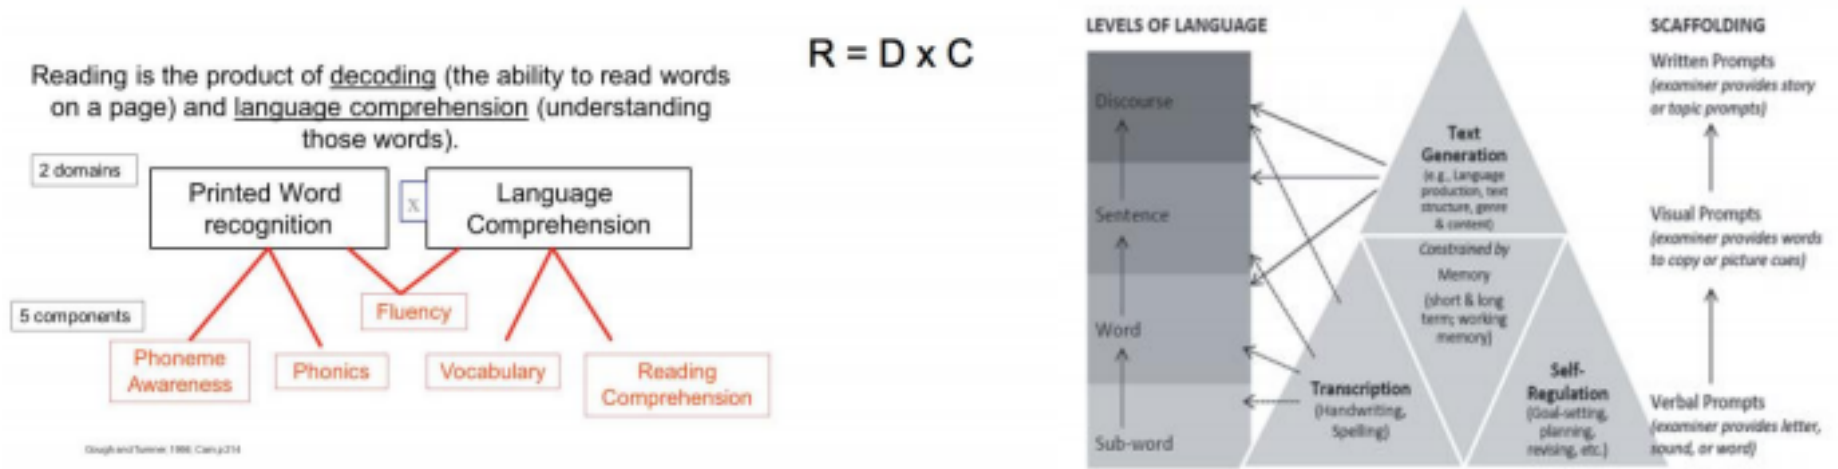 Reading is the product of decoding (the ability to read words
on a page) and language comprehension (understanding
those words).
R = D x C
2 domains
Printed Word
recognition
x
Language
Comprehension
5 components
Fluency
Phoneme
Awareness
Phonics
Vocabulary
Reading
Comprehension
LEVELS OF LANGUAGE
Discourse
Sentence
Word
Sub-word
Text
Generation
(e.g., Language
production, text
structure, genre
& content)
Constrained by
Memory
(short & long
term; working
memory)
Transcription
(Handwriting,
Spelling)
Self-
Regulation
(Goal-setting,
planning,
revising, etc.)
SCAFFOLDING
Written Prompts
(examiner provides story
or topic prompts)
Visual Prompts
(examiner provides words
to copy or picture cues)
Verbal Prompts
(examiner provides letter,
sound, or word)